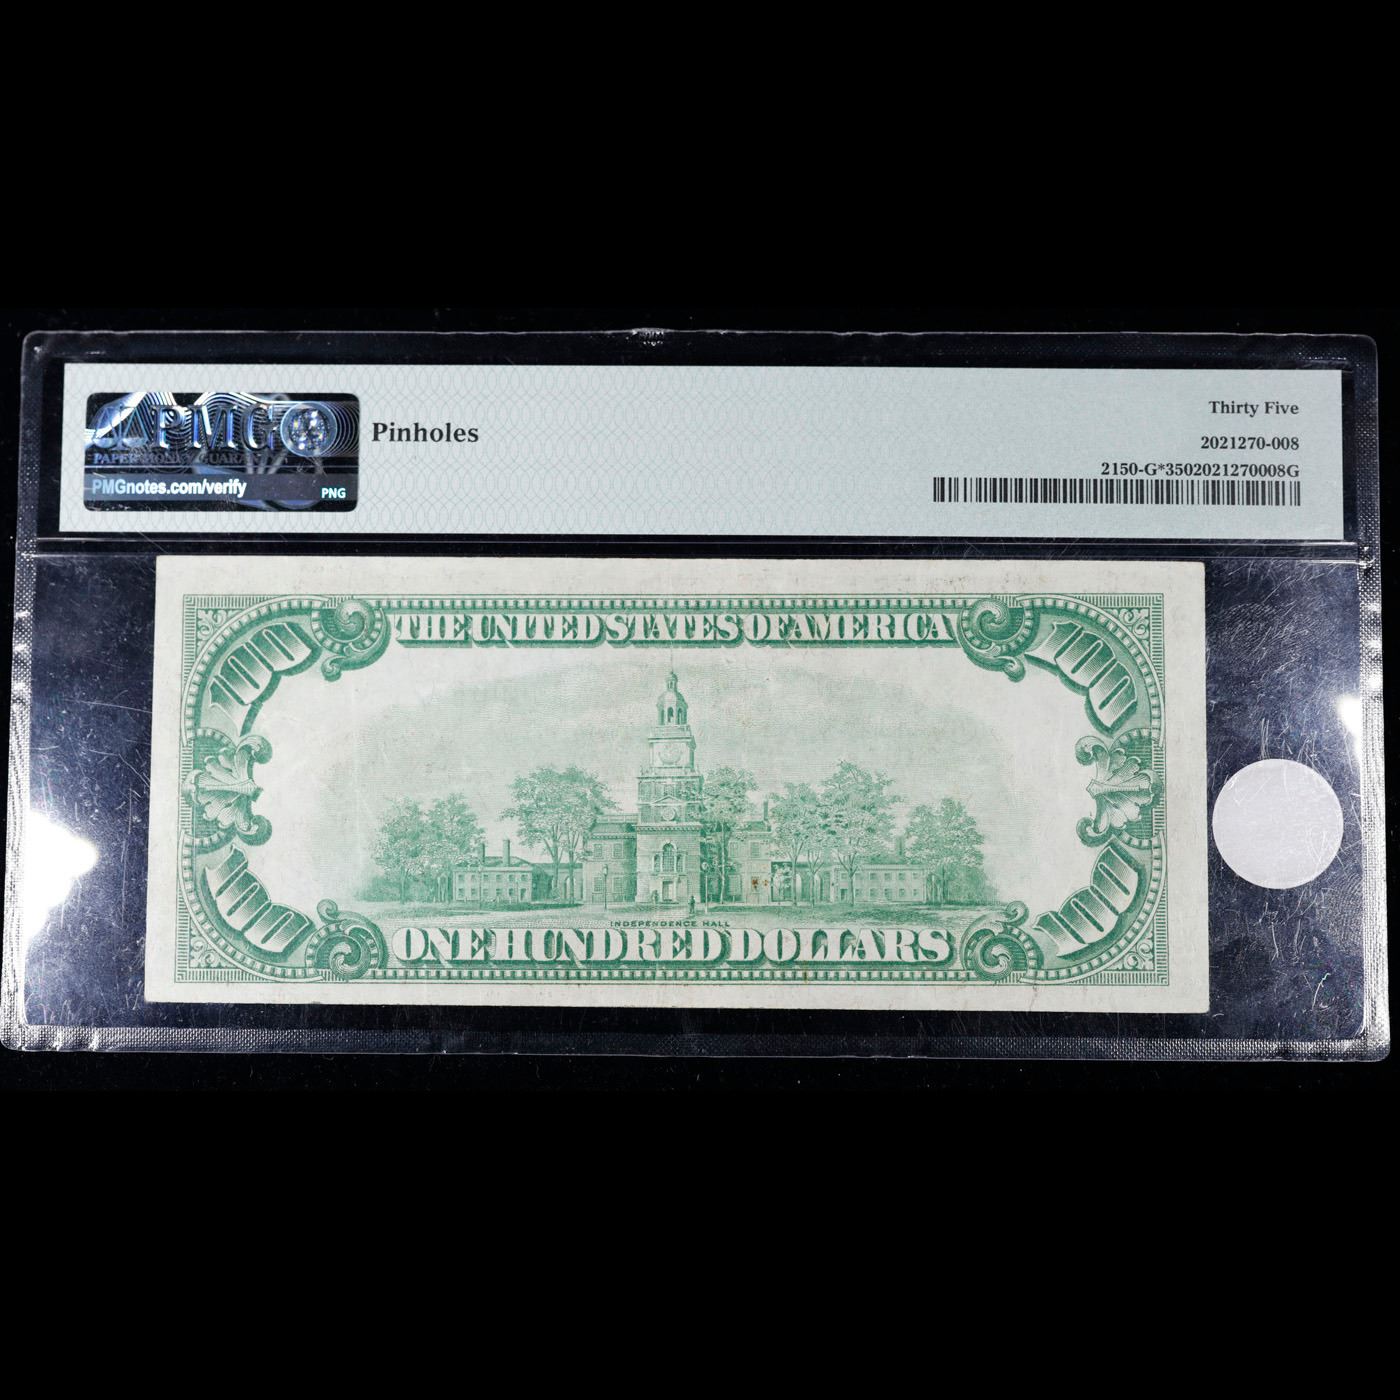 PMG
PAPER MONEY GUARANTY
PMGnotes.com/verify
PNG
Pinholes
Thirty Five
2021270-008
2150-G*3502021270008G
100 THE UNITED STATES OF AMERICA 100
INDEPENDENCE HALL
100 ONE HUNDRED DOLLARS 100